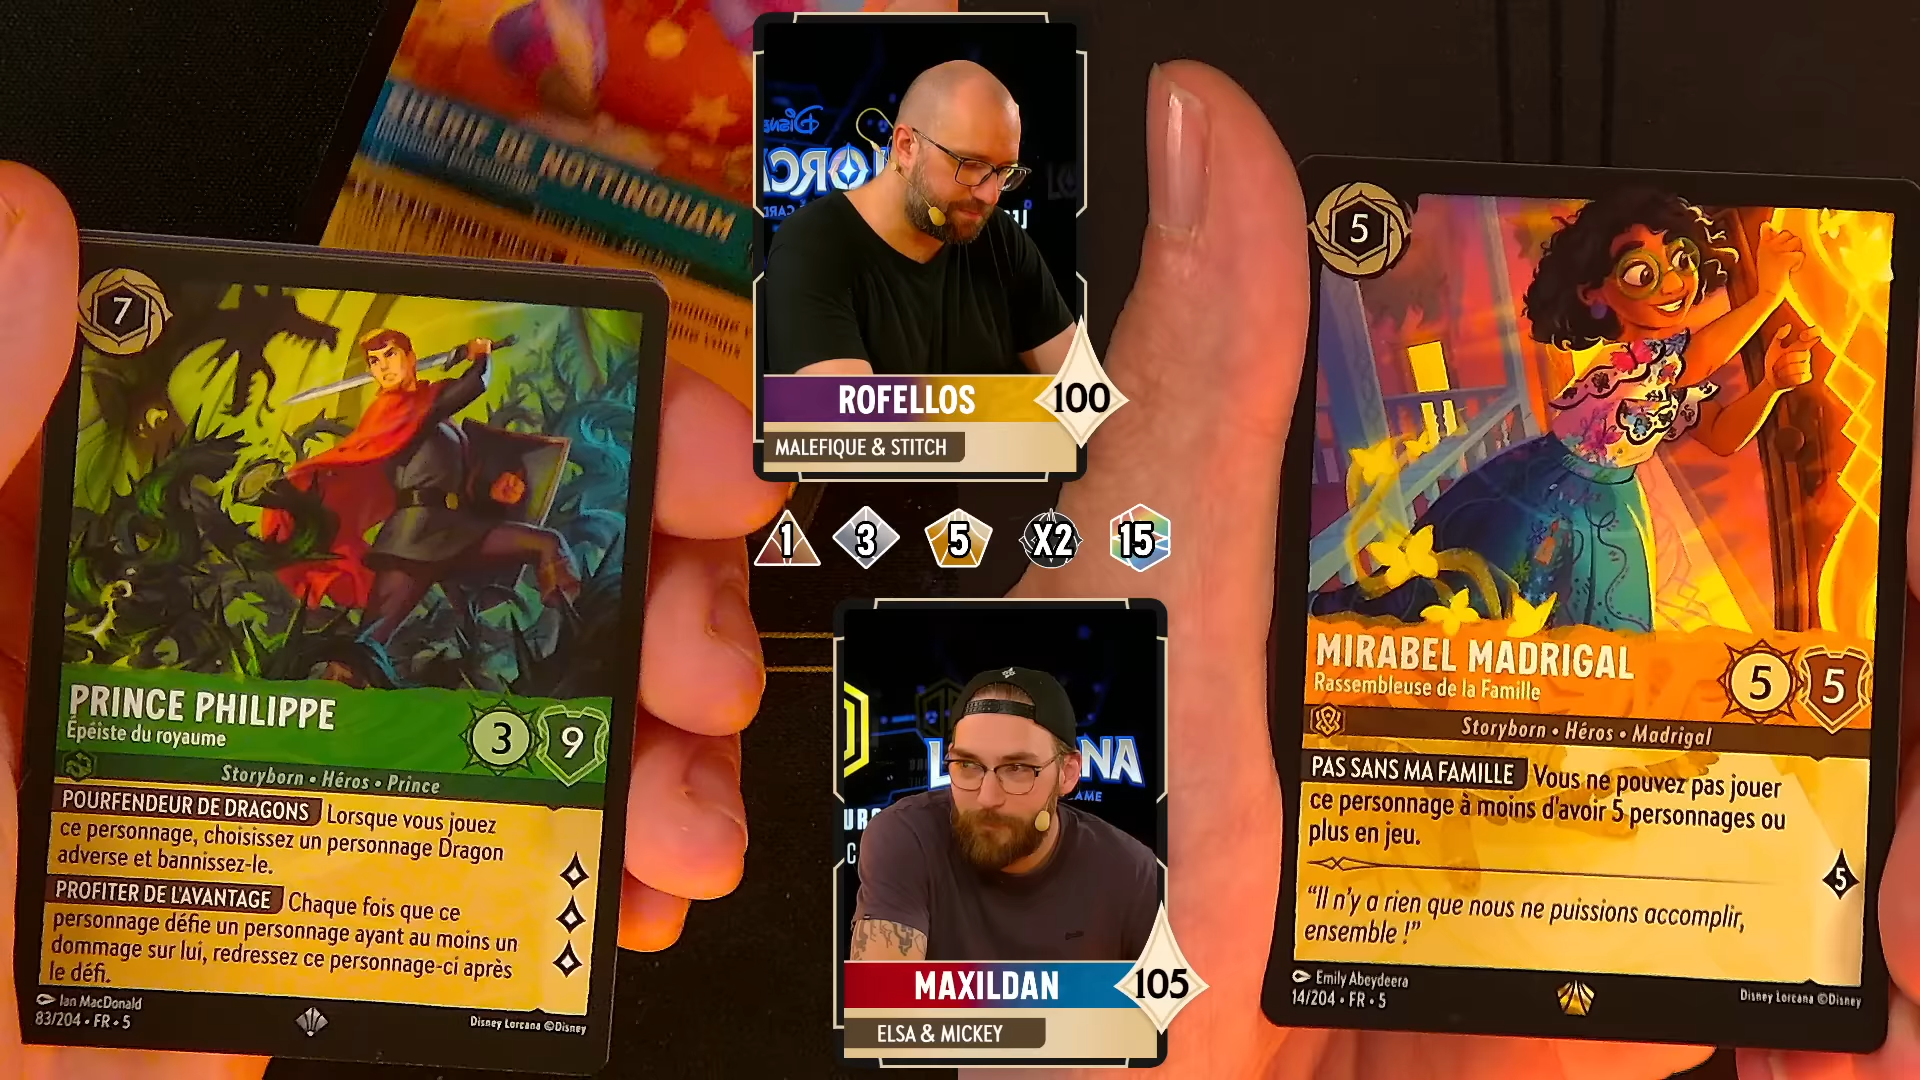 SHÉRIF DE NOTTINGHAM
7
PRINCE PHILIPPE
Épéiste du royaume
3
9
Storyborn • Héros • Prince
POURFENDEUR DE DRAGONS Lorsque vous jouez
ce personnage, choisissez un personnage Dragon
adverse et bannissez-le.
PROFITER DE L'AVANTAGE Chaque fois que ce
personnage défie un personnage ayant au moins un
dommage sur lui, redressez ce personnage-ci après
le défi.
Ian MacDonald
83/204 • FR • 5
Disney Lorcana ©Disney
ROFELLOS
100
MALEFIQUE & STITCH
1
3
5
X2
15
MAXILDAN
105
ELSA & MICKEY
5
MIRABEL MADRIGAL
Rassembleuse de la Famille
5
5
Storyborn • Héros • Madrigal
PAS SANS MA FAMILLE Vous ne pouvez pas jouer
ce personnage à moins d'avoir 5 personnages ou
plus en jeu.
5
“Il n'y a rien que nous ne puissions accomplir,
ensemble !”
Emily Abeydeera
14/204 • FR • 5
Disney Lorcana ©Disney